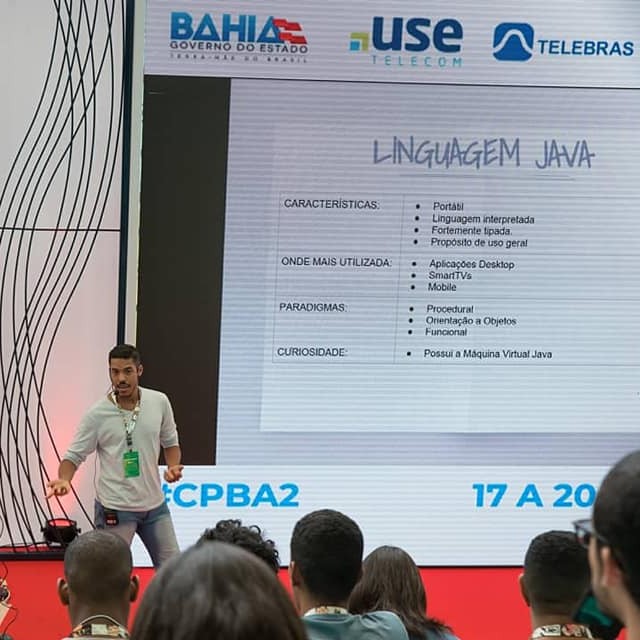 BAHIA
GOVERNO DO ESTADO
TERRA-MÃE DO BRASIL
use
TELECOM
TELEBRAS
LINGUAGEM JAVA
CARACTERÍSTICAS:
• Portátil
• Linguagem interpretada
• Fortemente tipada.
• Propósito de uso geral
ONDE MAIS UTILIZADA:
• Aplicações Desktop
• SmartTVs
• Mobile
PARADIGMAS:
• Procedural
• Orientação a Objetos
• Funcional
CURIOSIDADE:
• Possui a Máquina Virtual Java
#CPBA2
17 A 20